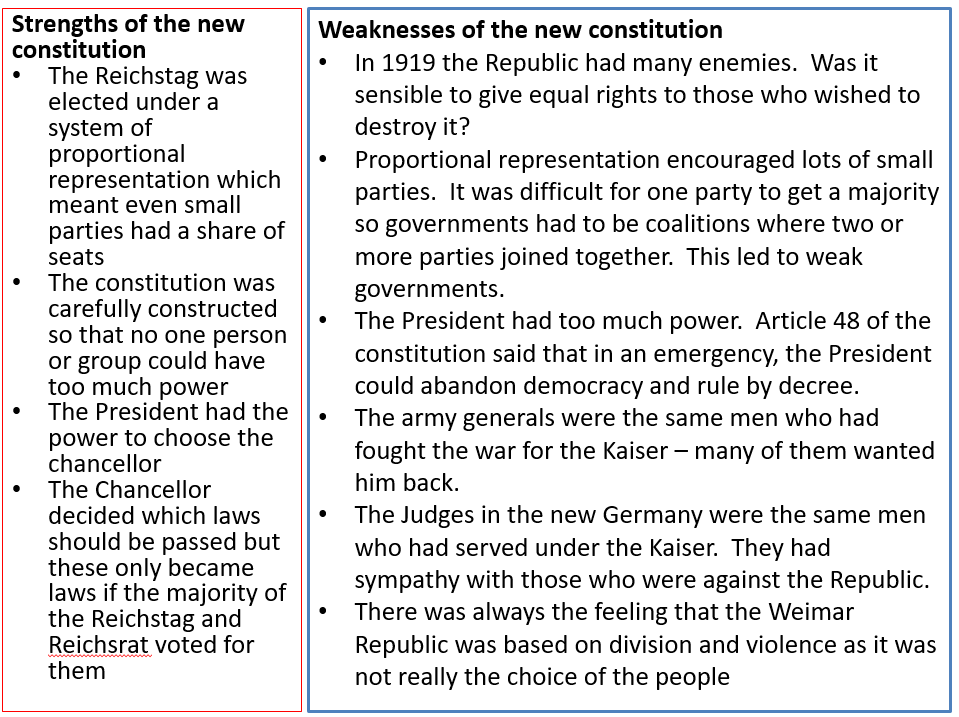 Strengths of the new
constitution
• The Reichstag was
elected under a
system of
proportional
representation which
meant even small
parties had a share of
seats
• The constitution was
carefully constructed
so that no one person
or group could have
too much power
• The President had the
power to choose the
chancellor
• The Chancellor
decided which laws
should be passed but
these only became
laws if the majority of
the Reichstag and
Reichsrat voted for
them
Weaknesses of the new constitution
• In 1919 the Republic had many enemies.  Was it
sensible to give equal rights to those who wished to
destroy it?
• Proportional representation encouraged lots of small
parties.  It was difficult for one party to get a majority
so governments had to be coalitions where two or
more parties joined together.  This led to weak
governments.
• The President had too much power.  Article 48 of the
constitution said that in an emergency, the President
could abandon democracy and rule by decree.
• The army generals were the same men who had
fought the war for the Kaiser – many of them wanted
him back.
• The Judges in the new Germany were the same men
who had served under the Kaiser.  They had
sympathy with those who were against the Republic.
• There was always the feeling that the Weimar
Republic was based on division and violence as it was
not really the choice of the people